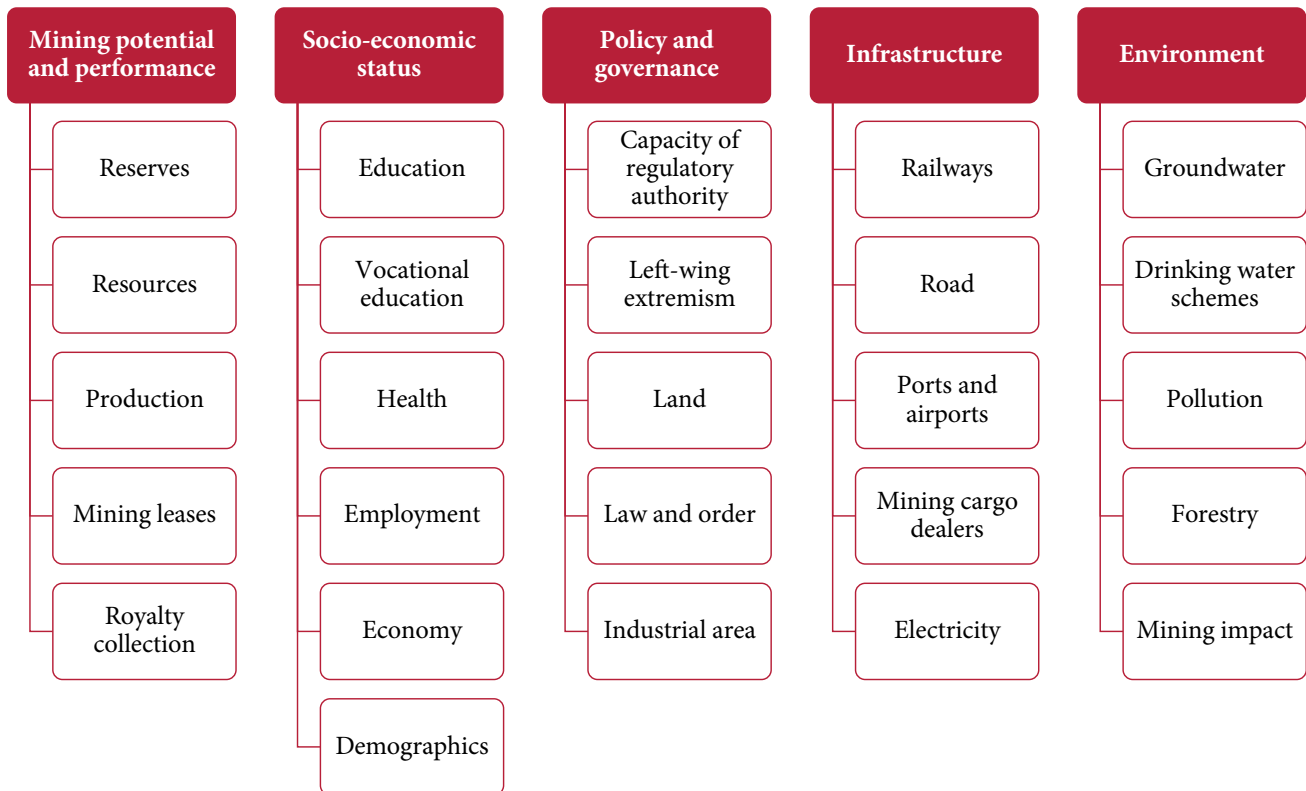 Mining potential
and performance
Reserves
Resources
Production
Mining leases
Royalty
collection
Socio-economic
status
Education
Vocational
education
Health
Employment
Economy
Demographics
Policy and
governance
Capacity of
regulatory
authority
Left-wing
extremism
Land
Law and order
Industrial area
Infrastructure
Railways
Road
Ports and
airports
Mining cargo
dealers
Electricity
Environment
Groundwater
Drinking water
schemes
Pollution
Forestry
Mining impact